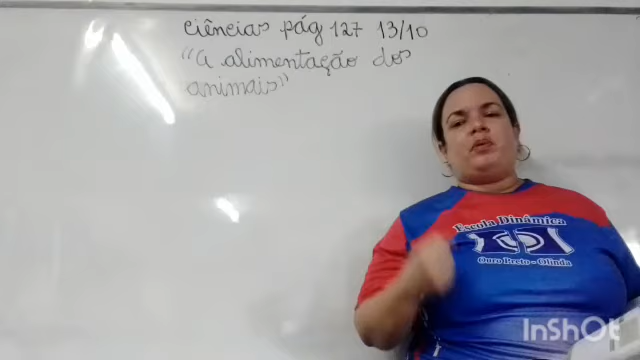 Ciências pág 127 13/10
"A alimentação dos
animais"
Escola Dinâmica
Ouro Preto - Olinda
InShOt